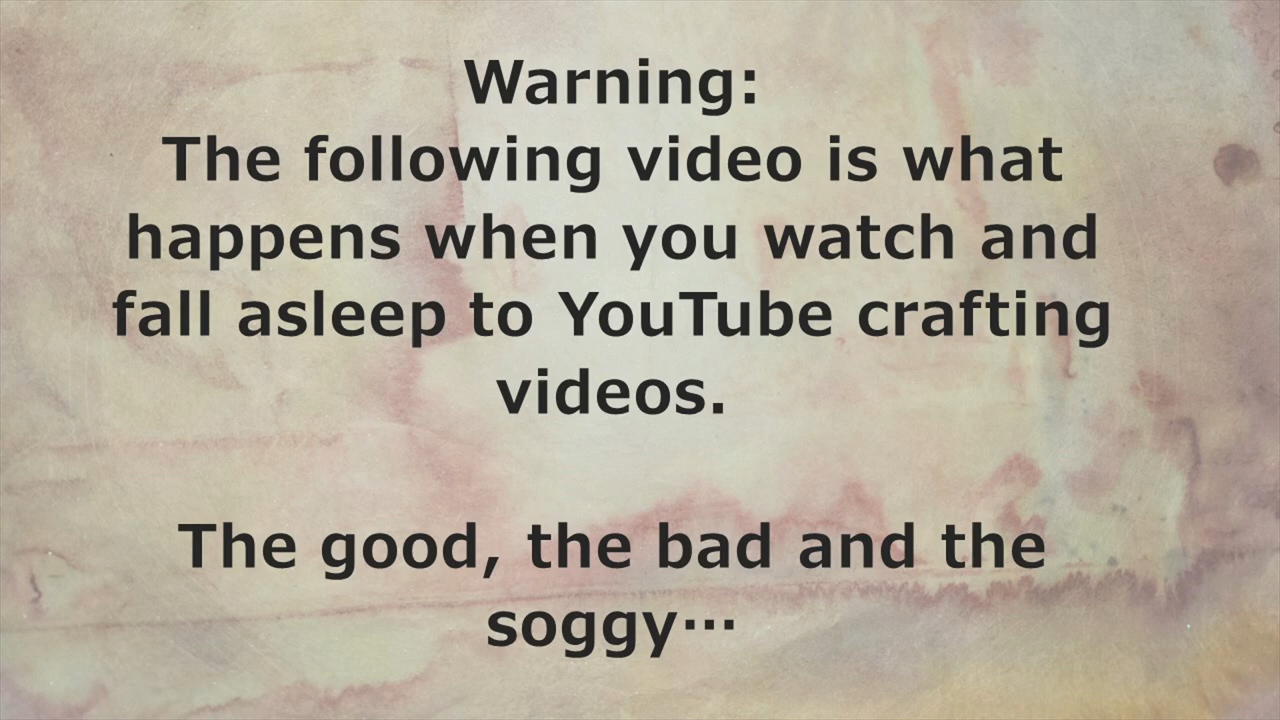 Warning:
The following video is what
happens when you watch and
fall asleep to YouTube crafting
videos.
The good, the bad and the
soggy…